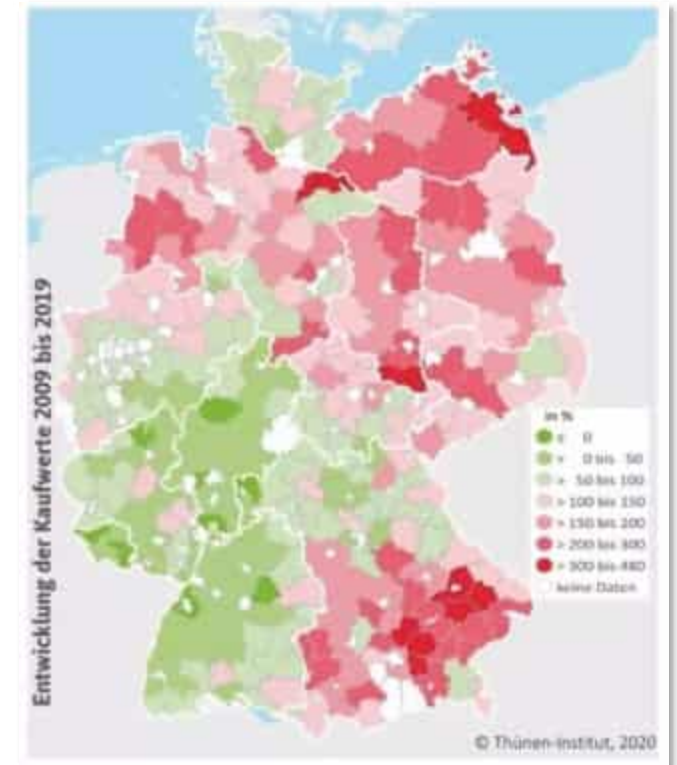 Entwicklung der Kaufwerte 2009 bis 2019
in %
≤ 0
> 0 bis 50
> 50 bis 100
> 100 bis 150
> 150 bis 200
> 200 bis 300
> 300 bis 480
keine Daten
© Thünen-Institut, 2020